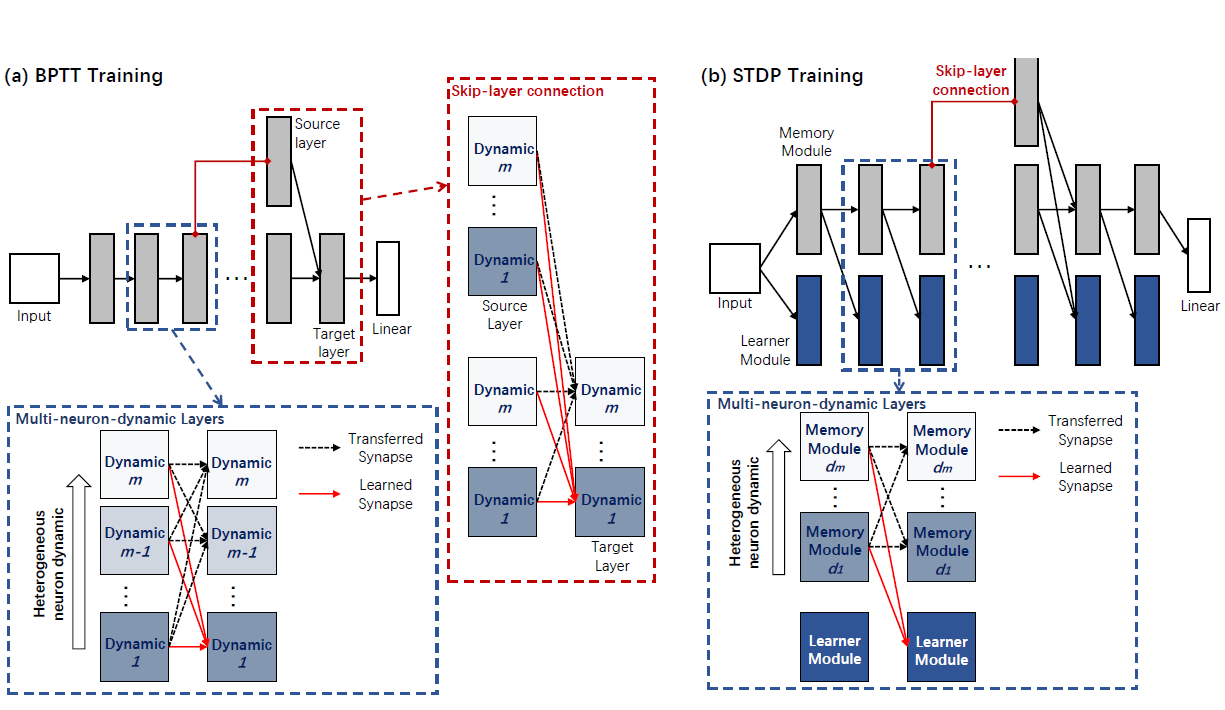 (a) BPTT Training
Source
layer
Input
...
Target
layer
Linear
Skip-layer connection
Dynamic
m
...
Dynamic
1
Source
Layer
Dynamic
m
Dynamic
m
...
...
Dynamic
1
Dynamic
1
Target
Layer
Multi-neuron-dynamic Layers
Heterogeneous
neuron dynamic
Dynamic
m
Dynamic
m
Dynamic
m-1
Dynamic
m-1
...
...
Dynamic
1
Dynamic
1
Transferred
Synapse
Learned
Synapse
(b) STDP Training
Skip-layer
connection
Memory
Module
Input
Learner
Module
...
Linear
Multi-neuron-dynamic Layers
Heterogeneous
neuron dynamic
Memory
Module
dm
Memory
Module
dm
...
...
Memory
Module
d1
Memory
Module
d1
Learner
Module
Learner
Module
Transferred
Synapse
Learned
Synapse